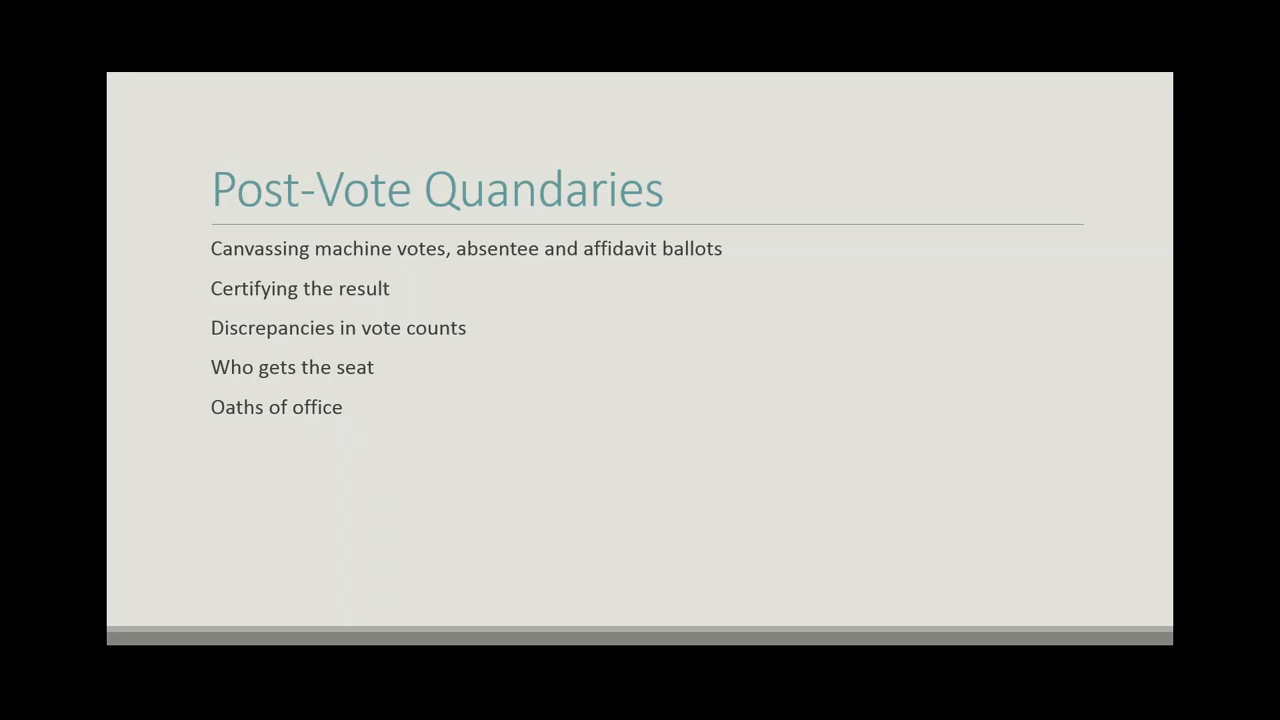 Post-Vote Quandaries
Canvassing machine votes, absentee and affidavit ballots
Certifying the result
Discrepancies in vote counts
Who gets the seat
Oaths of office